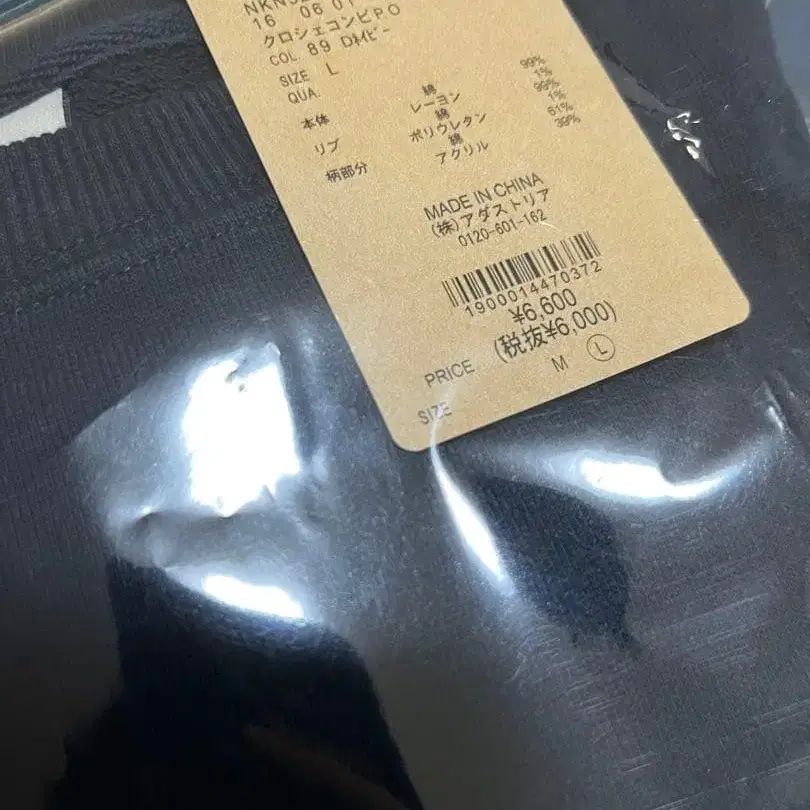 16 06 01
クロシェコンビPO
COL. 89 Dネイビー
SIZE L
QUA.
本体 綿 99%
レーヨン 1%
リブ 綿 99%
ポリウレタン 1%
柄部分 綿 61%
アクリル 39%
MADE IN CHINA
(株)アダストリア
0120-601-162
1900014470372
¥6,600
PRICE (税抜¥6,000)
SIZE M L